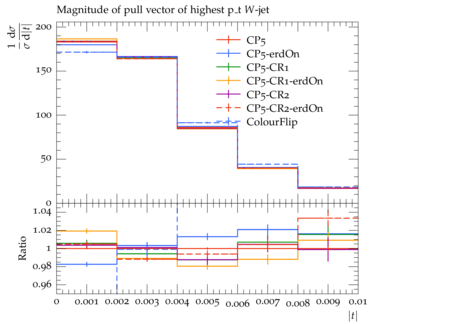 Magnitude of pull vector of highest p_t W-jet
1/σ dσ/d|t|
200
150
100
50
0
CP5
CP5-erdOn
CP5-CR1
CP5-CR1-erdOn
CP5-CR2
CP5-CR2-erdOn
ColourFlip
Ratio
1.04
1.02
1
0.98
0.96
0 0.001 0.002 0.003 0.004 0.005 0.006 0.007 0.008 0.009 0.01
|t|